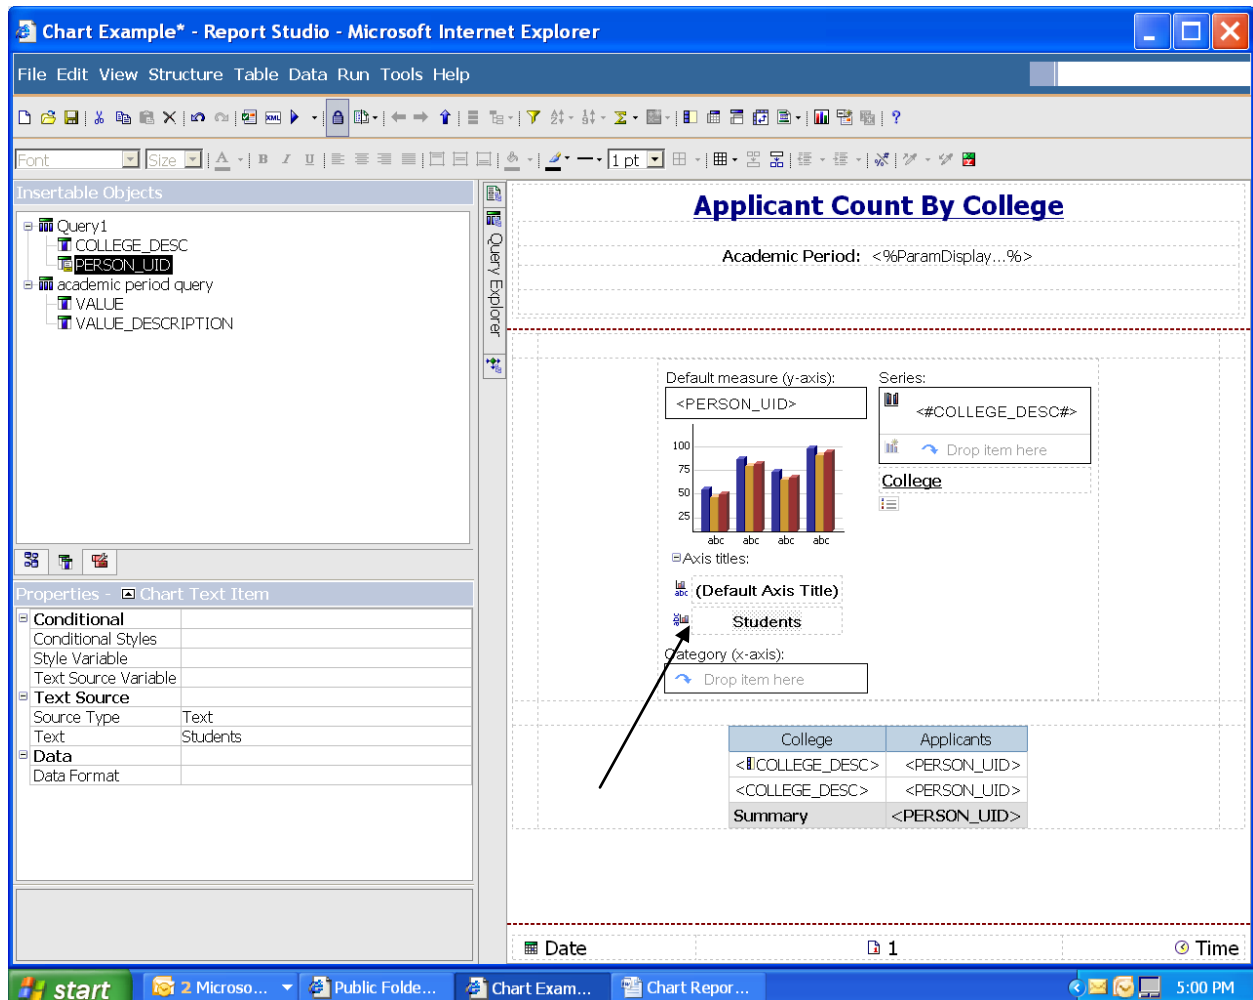 Chart Example* - Report Studio - Microsoft Internet Explorer
File Edit View Structure Table Data Run Tools Help
Font Size 1 pt
Insertable Objects
Query1
COLLEGE_DESC
PERSON_UID
academic period query
VALUE
VALUE_DESCRIPTION
Query Explorer
Properties - Chart Text Item
Conditional
Conditional Styles
Style Variable
Text Source Variable
Text Source
Source Type Text
Text Students
Data
Data Format
Applicant Count By College
Academic Period: <%ParamDisplay...%>
Default measure (y-axis): Series:
<PERSON_UID> <#COLLEGE_DESC#>
Drop item here
College
100
75
50
25
abc abc abc abc
Axis titles:
(Default Axis Title)
Students
Category (x-axis):
Drop item here
College Applicants
<COLLEGE_DESC> <PERSON_UID>
<COLLEGE_DESC> <PERSON_UID>
Summary <PERSON_UID>
Date 1 Time
start 2 Microso... Public Folde... Chart Exam... Chart Repor... 5:00 PM